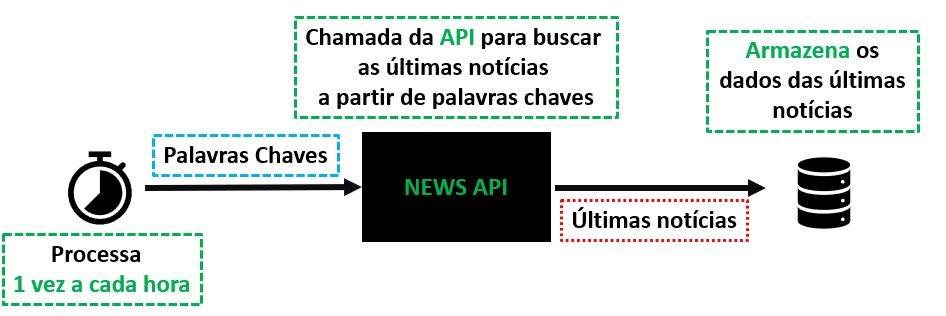 Chamada da API para buscar
as últimas notícias
a partir de palavras chaves
Armazena os
dados das últimas
notícias
Palavras Chaves
NEWS API
Últimas notícias
Processa
1 vez a cada hora